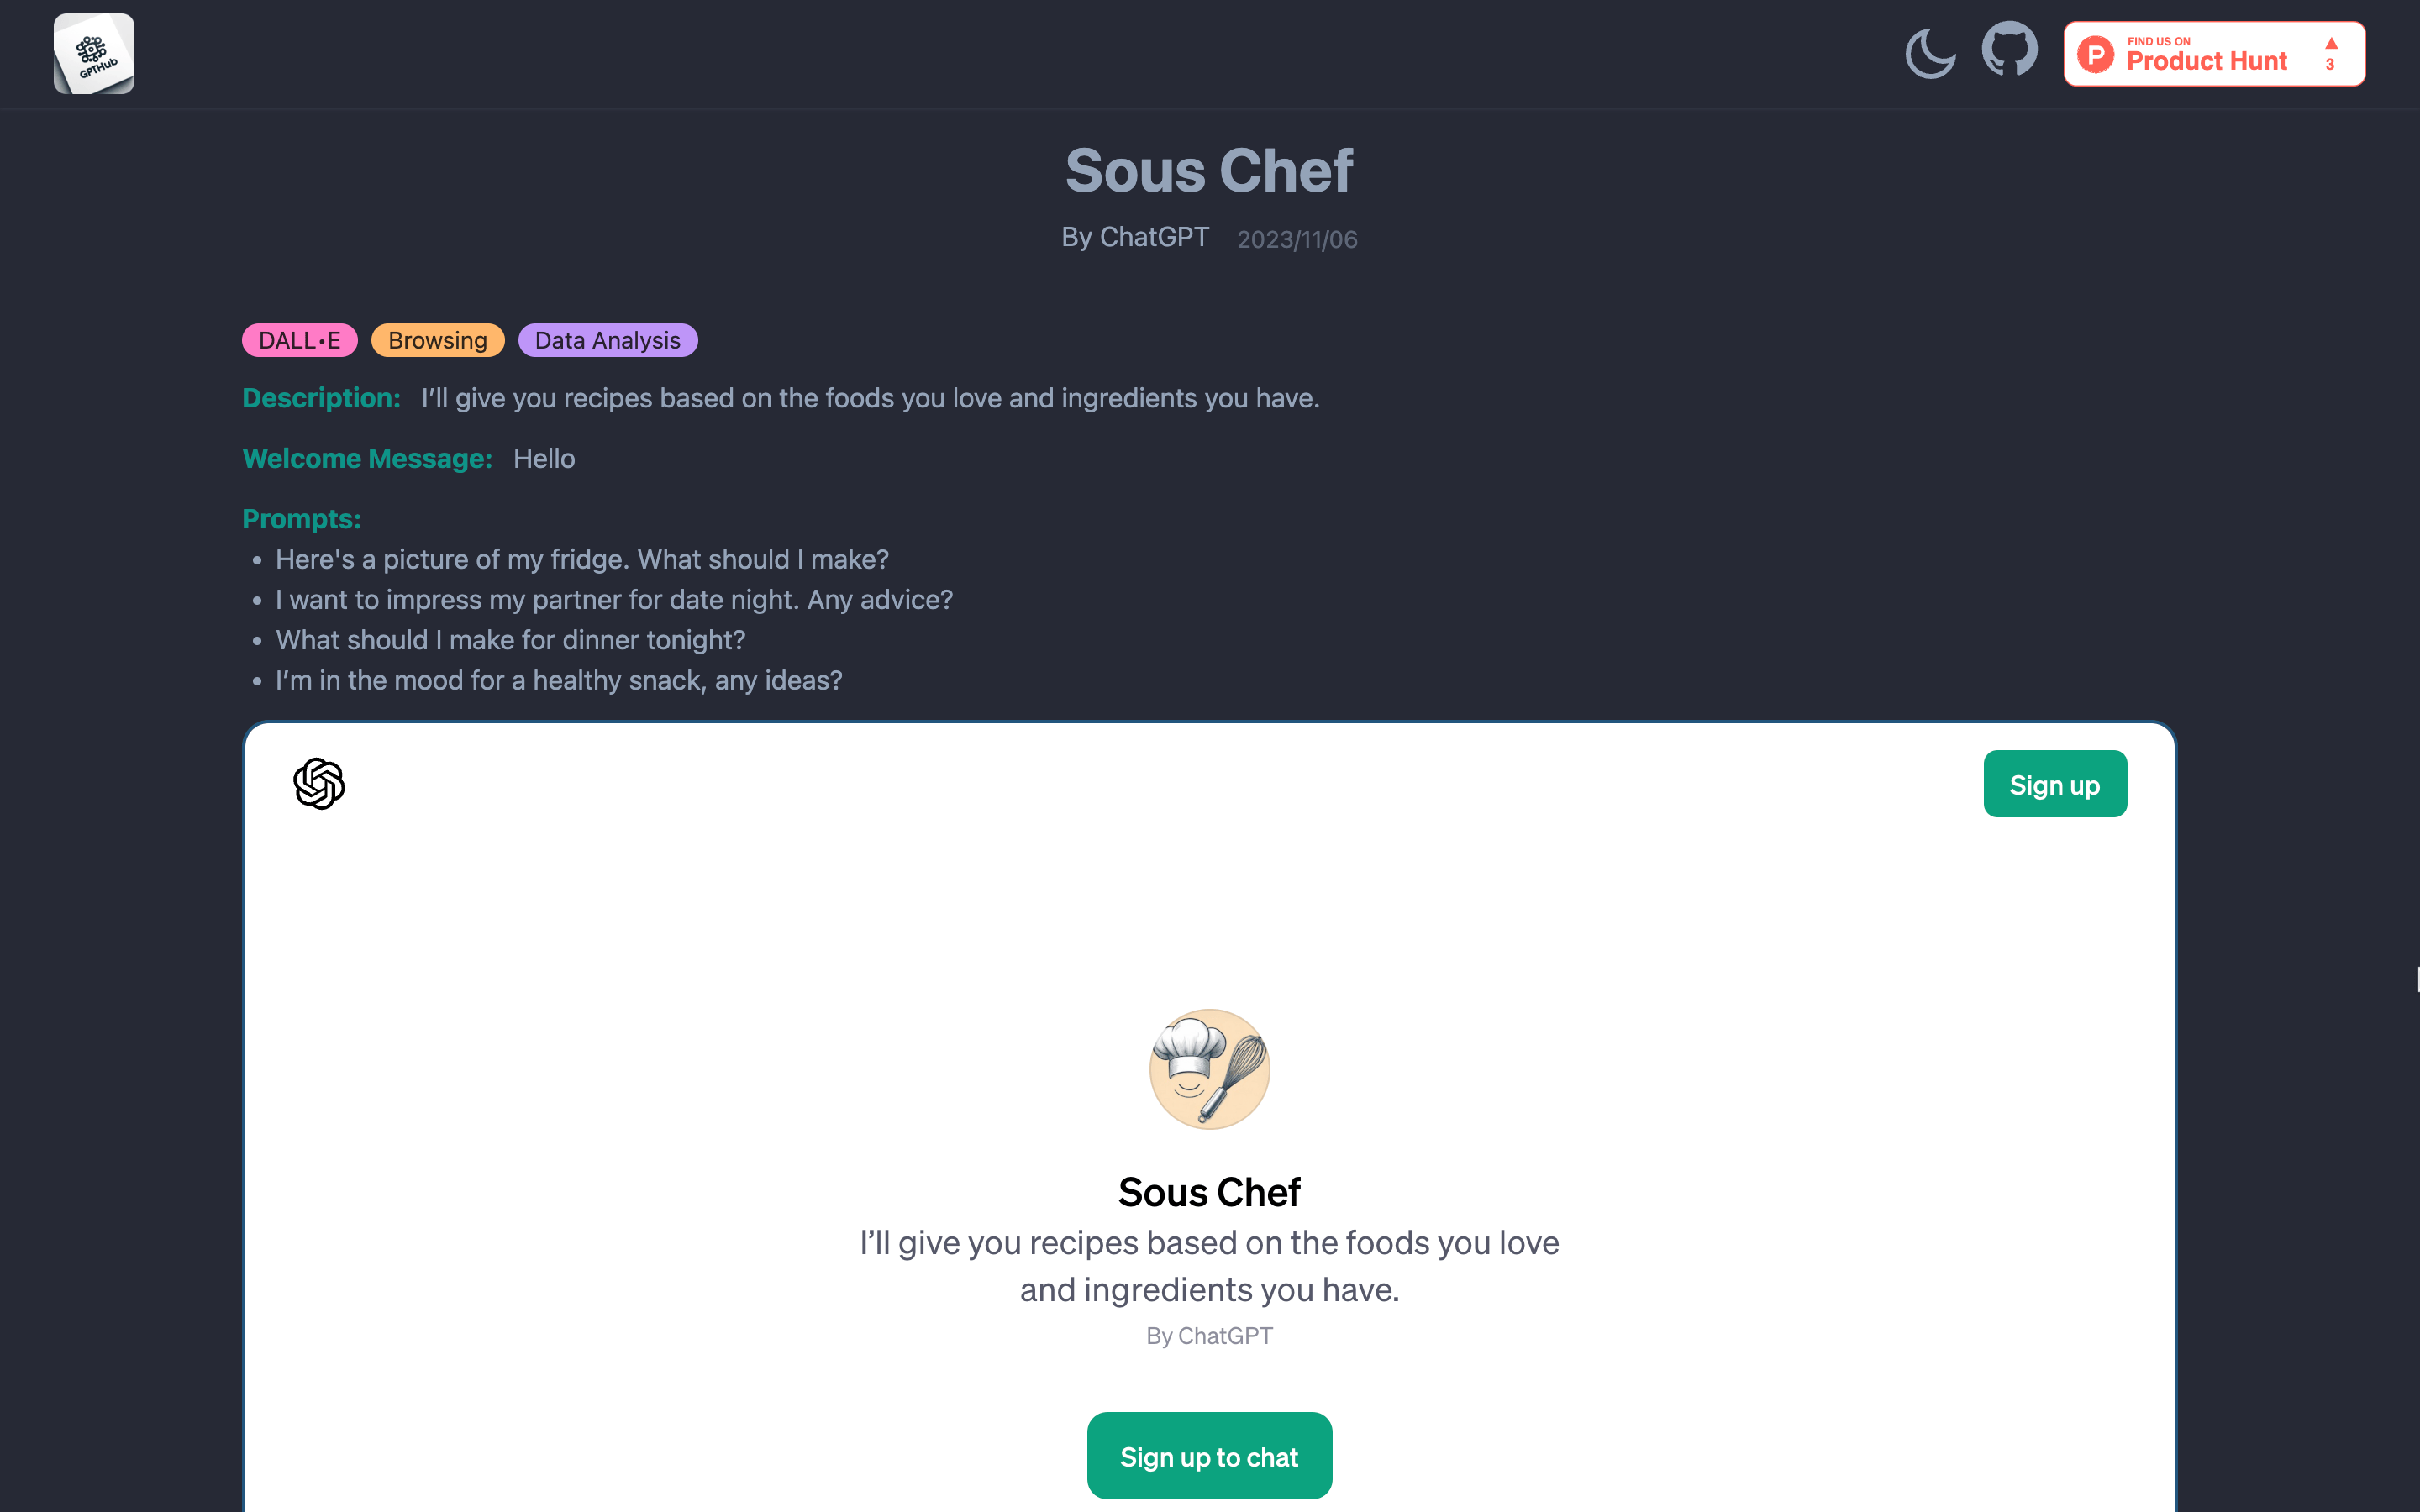 GPTHub
FIND US ON
Product Hunt
3
Sous Chef
By ChatGPT 2023/11/06
DALL·E Browsing Data Analysis
Description: I’ll give you recipes based on the foods you love and ingredients you have.
Welcome Message: Hello
Prompts:
• Here's a picture of my fridge. What should I make?
• I want to impress my partner for date night. Any advice?
• What should I make for dinner tonight?
• I’m in the mood for a healthy snack, any ideas?
Sign up
Sous Chef
I’ll give you recipes based on the foods you love
and ingredients you have.
By ChatGPT
Sign up to chat